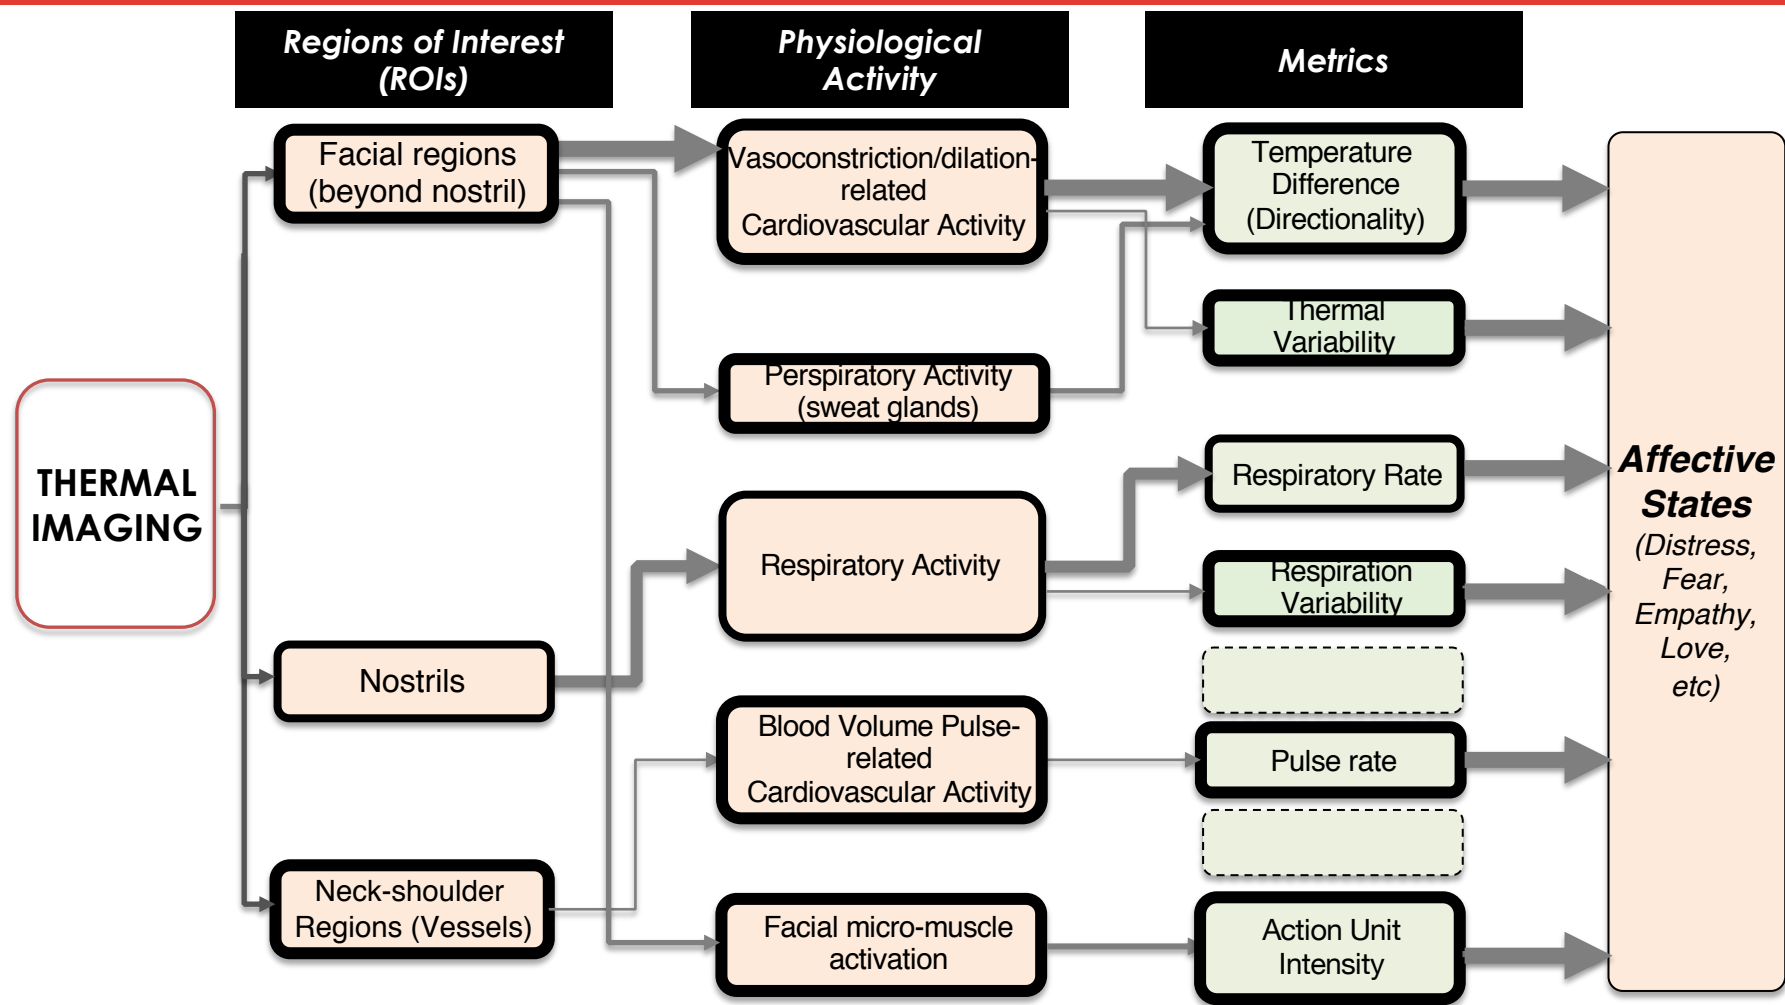 Regions of Interest
(ROIs)
Physiological
Activity
Metrics
THERMAL
IMAGING
Facial regions
(beyond nostril)
Nostrils
Neck-shoulder
Regions (Vessels)
Vasoconstriction/dilation-
related
Cardiovascular Activity
Perspiratory Activity
(sweat glands)
Respiratory Activity
Blood Volume Pulse-
related
Cardiovascular Activity
Facial micro-muscle
activation
Temperature
Difference
(Directionality)
Thermal
Variability
Respiratory Rate
Respiration
Variability
Pulse rate
Action Unit
Intensity
Affective
States
(Distress,
Fear,
Empathy,
Love,
etc)